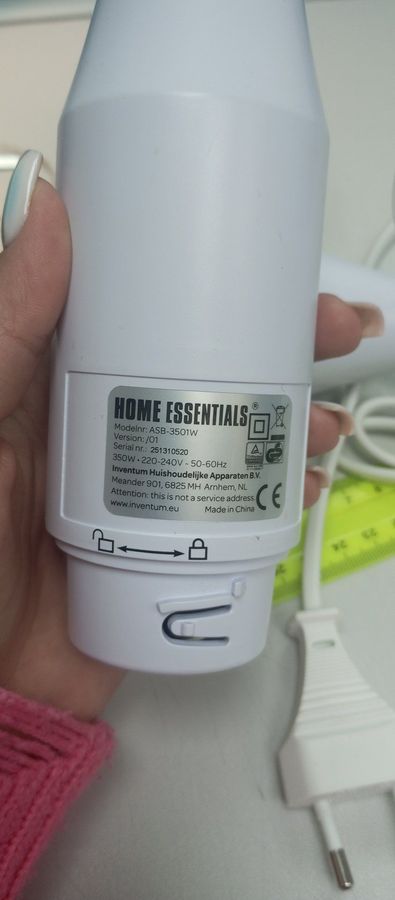 HOME ESSENTIALS®
Modelnr: ASB-3501W
Version: /01
Serial nr.: 251310520
350W • 220-240V ~ 50-60Hz
Inventum Huishoudelijke Apparaten B.V.
Meander 901, 6825 MH Arnhem, NL
Attention: this is not a service address.
www.inventum.eu Made in China
CE